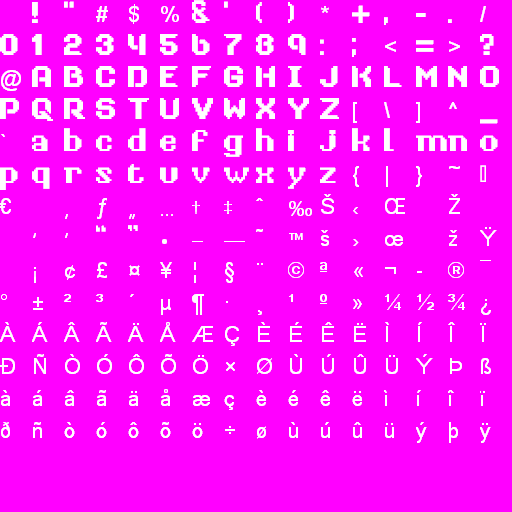 ! " # $ % & ' ( ) * + , - . /
0 1 2 3 4 5 6 7 8 9 : ; < = > ?
@ A B C D E F G H I J K L M N O
P Q R S T U V W X Y Z [ \ ] ^ _
` a b c d e f g h i j k l m n o
p q r s t u v w x y z { | } ~ 
€ ‚ ƒ „ … † ‡ ˆ ‰ Š ‹ Œ Ž
‘ ’ “ ” • – — ˜ ™ š › œ ž Ÿ
¡ ¢ £ ¤ ¥ ¦ § ¨ © ª « ¬ - ® ¯
° ± ² ³ ´ µ ¶ · ¸ ¹ º » ¼ ½ ¾ ¿
À Á Â Ã Ä Å Æ Ç È É Ê Ë Ì Í Î Ï
Ð Ñ Ò Ó Ô Õ Ö × Ø Ù Ú Û Ü Ý Þ ß
à á â ã ä å æ ç è é ê ë ì í î ï
ð ñ ò ó ô õ ö ÷ ø ù ú û ü ý þ ÿ